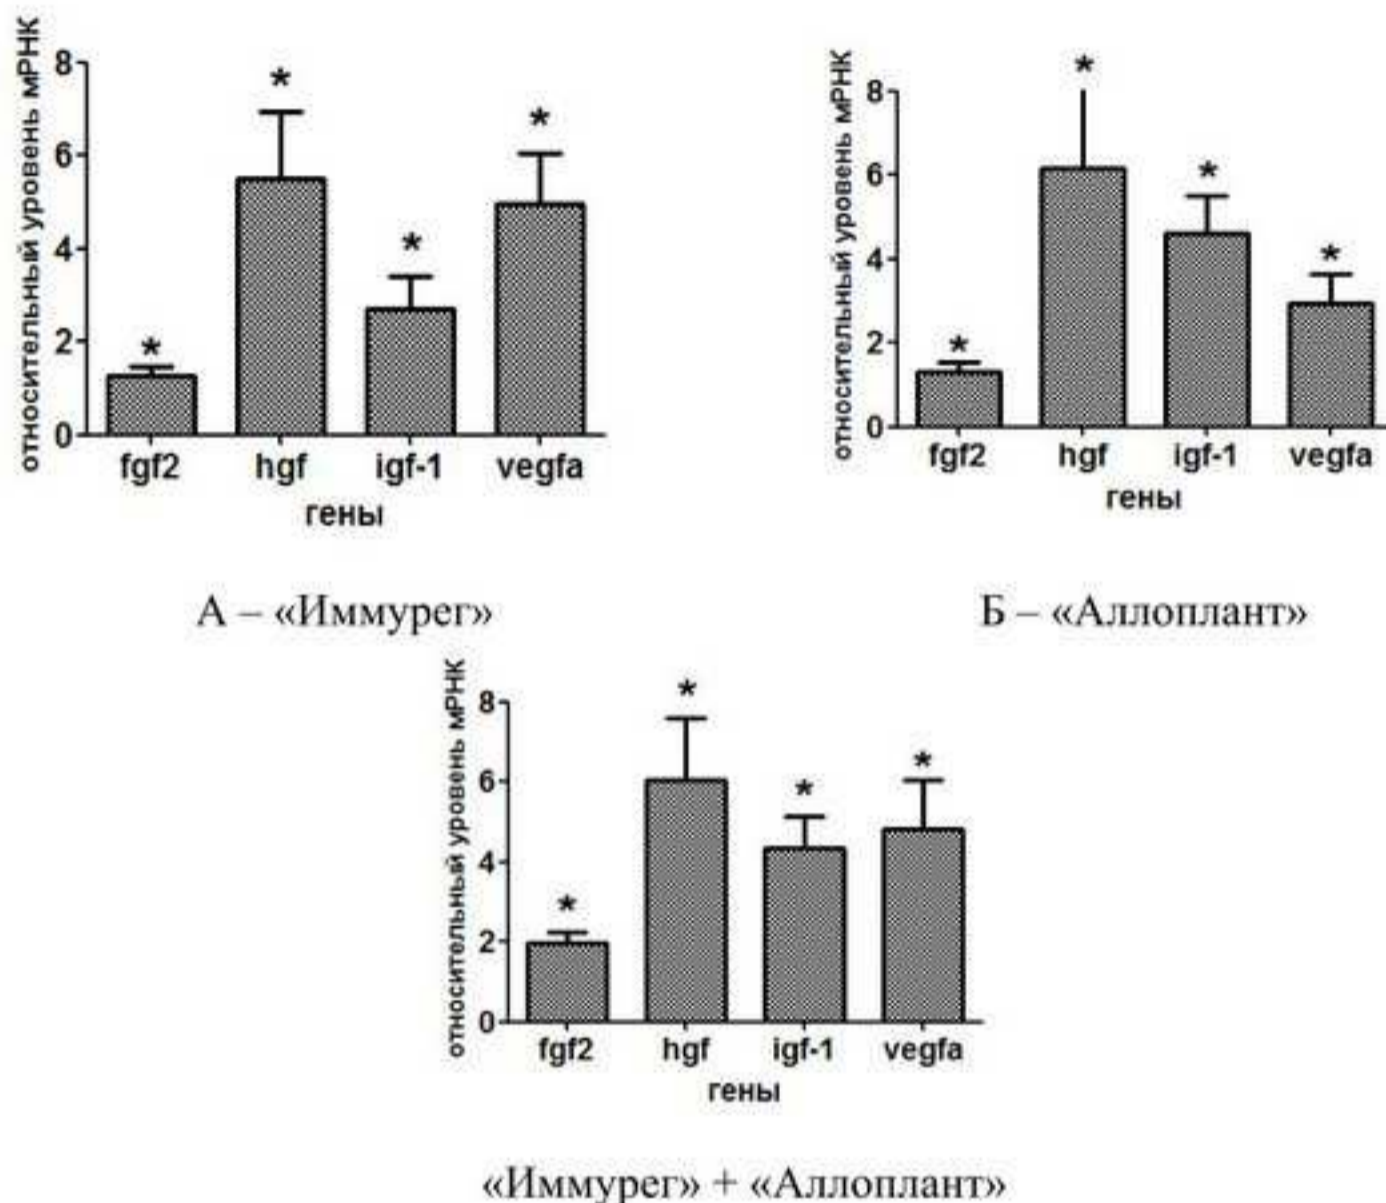 относительный уровень мРНК
8
6
4
2
0
*
*
*
*
fgf2 hgf igf-1 vegfa
гены
А – «Иммурег»
относительный уровень мРНК
8
6
4
2
0
*
*
*
*
fgf2 hgf igf-1 vegfa
гены
Б – «Аллоплант»
относительный уровень мРНК
8
6
4
2
0
*
*
*
*
fgf2 hgf igf-1 vegfa
гены
«Иммурег» + «Аллоплант»